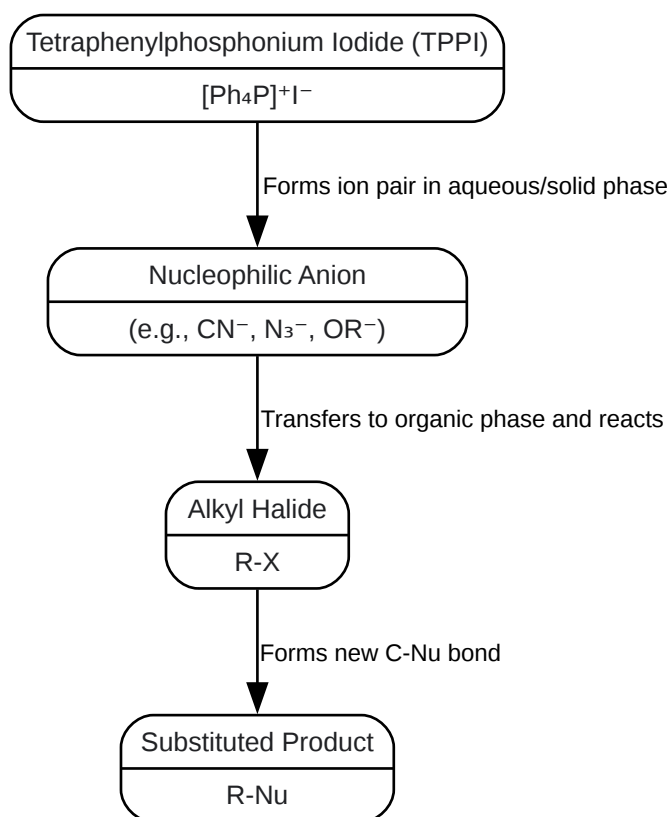 Tetraphenylphosphonium Iodide (TPPI)
[Ph₄P]⁺I⁻
Forms ion pair in aqueous/solid phase
Nucleophilic Anion
(e.g., CN⁻, N₃⁻, OR⁻)
Transfers to organic phase and reacts
Alkyl Halide
R-X
Forms new C-Nu bond
Substituted Product
R-Nu